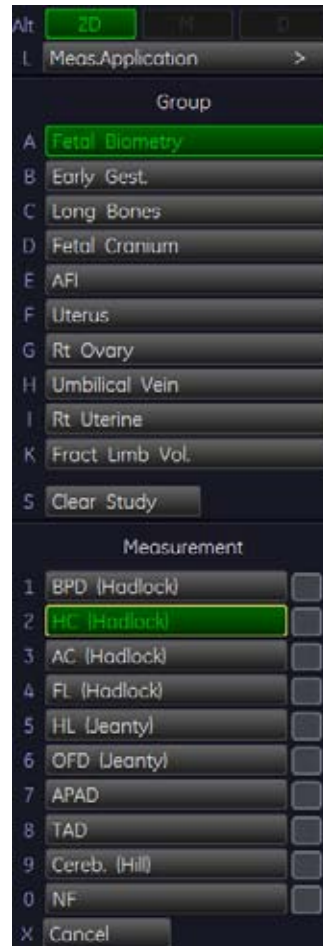 Alt 2D M D
L Meas.Application >
Group
A Fetal Biometry
B Early Gest.
C Long Bones
D Fetal Cranium
E AFI
F Uterus
G Rt Ovary
H Umbilical Vein
I Rt Uterine
K Fract Limb Vol.
S Clear Study
Measurement
1 BPD (Hadlock)
2 HC (Hadlock)
3 AC (Hadlock)
4 FL (Hadlock)
5 HL (Jeanty)
6 OFD (Jeanty)
7 APAD
8 TAD
9 Cereb. (Hill)
0 NF
X Cancel